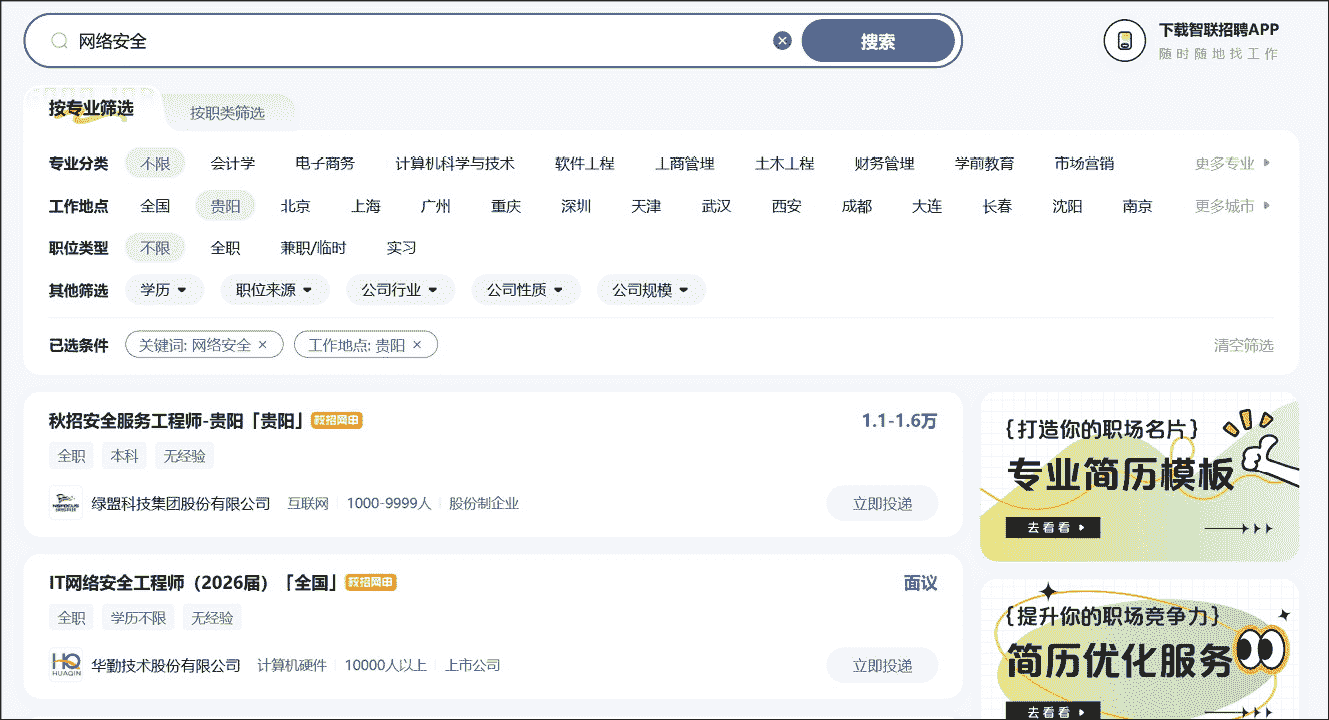 网络安全
搜索
下载智联招聘APP
随时随地找工作
按专业筛选
按职类筛选
专业分类 不限 会计学 电子商务 计算机科学与技术 软件工程 工商管理 土木工程 财务管理 学前教育 市场营销 更多专业
工作地点 全国 贵阳 北京 上海 广州 重庆 深圳 天津 武汉 西安 成都 大连 长春 沈阳 南京 更多城市
职位类型 不限 全职 兼职/临时 实习
其他筛选 学历 职位来源 公司行业 公司性质 公司规模
已选条件 关键词: 网络安全 × 工作地点: 贵阳 × 清空筛选
秋招安全服务工程师-贵阳「贵阳」 校招网申 1.1-1.6万
全职 本科 无经验
NSFOCUS 绿盟科技集团股份有限公司 互联网 1000-9999人 股份制企业 立即投递
IT网络安全工程师（2026届）「全国」 校招网申 面议
全职 学历不限 无经验
HQ HUAQIN 华勤技术股份有限公司 计算机硬件 10000人以上 上市公司 立即投递
{打造你的职场名片}
专业简历模板
去看看
{提升你的职场竞争力}
简历优化服务
去看看